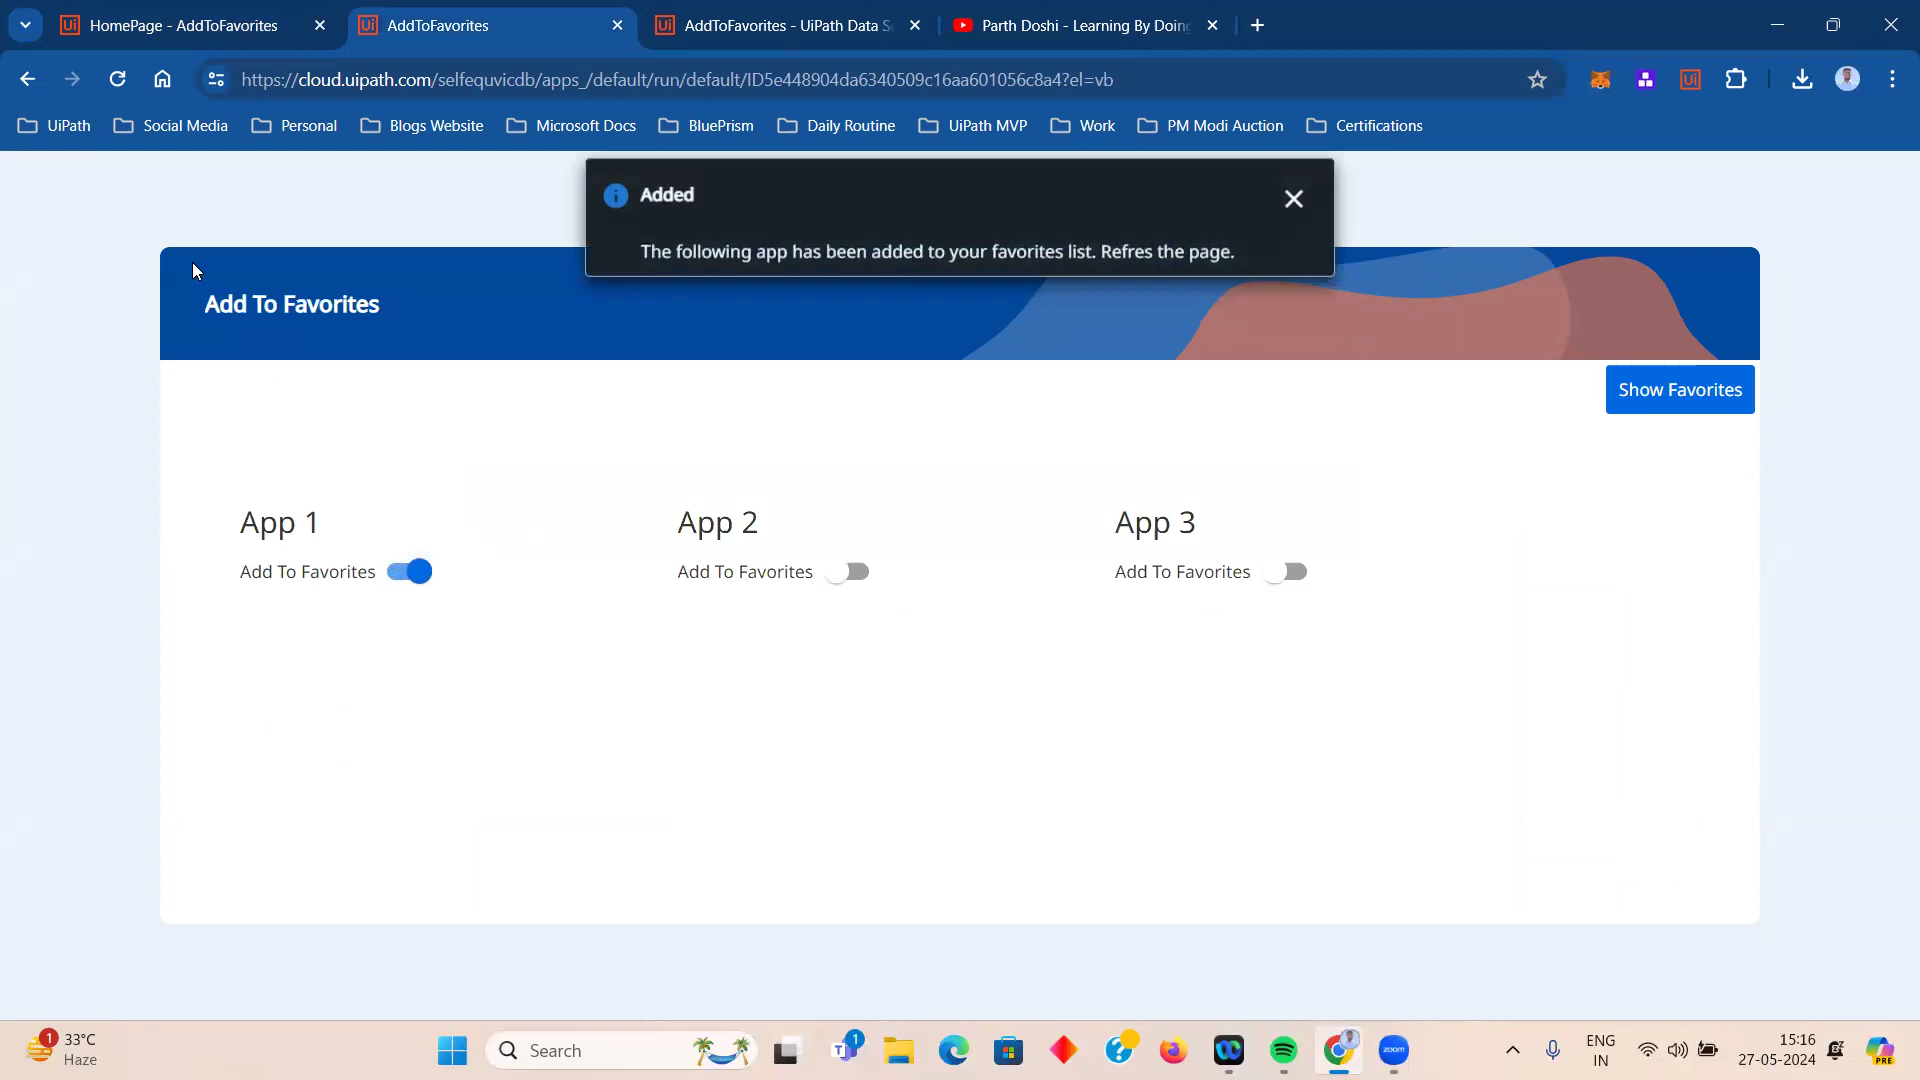 HomePage - AddToFavorites
AddToFavorites
AddToFavorites - UiPath Data S
Parth Doshi - Learning By Doing
https://cloud.uipath.com/selfequvicdb/apps_/default/run/default/ID5e448904da6340509c16aa601056c8a4?el=vb
UiPath
Social Media
Personal
Blogs Website
Microsoft Docs
BluePrism
Daily Routine
UiPath MVP
Work
PM Modi Auction
Certifications
Added
The following app has been added to your favorites list. Refres the page.
Add To Favorites
Show Favorites
App 1
App 2
App 3
Add To Favorites
Add To Favorites
Add To Favorites
1
33°C
Haze
Search
1
zoom
ENG
IN
15:16
27-05-2024
PRE